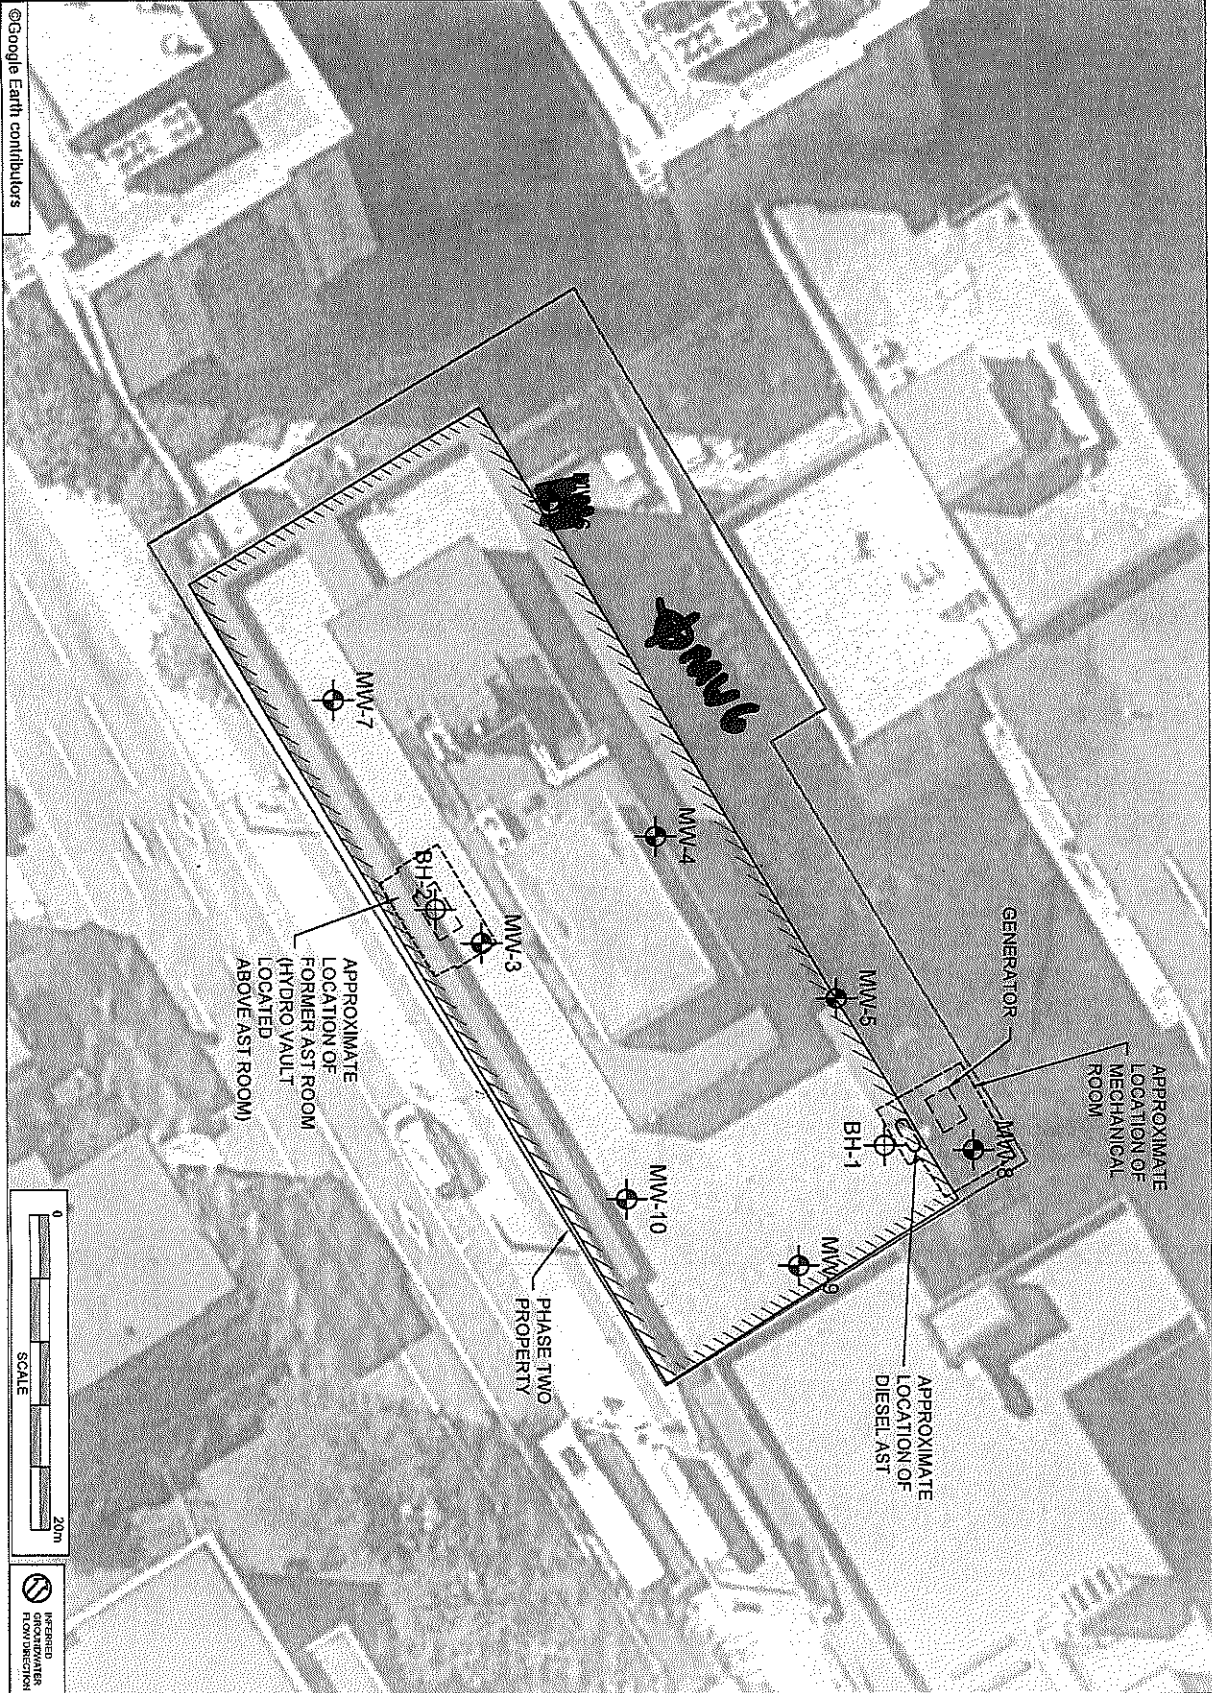 ©Google Earth contributors
MW6
MW-7
MW-4
BH-2
MW-3
APPROXIMATE
LOCATION OF
FORMER AST ROOM
(HYDRO VAULT
LOCATED
ABOVE AST ROOM)
MW-5
GENERATOR
APPROXIMATE
LOCATION OF
MECHANICAL
ROOM
MW-8
BH-1
MW-10
MW-9
APPROXIMATE
LOCATION OF
DIESEL AST
PHASE TWO
PROPERTY
0
20m
SCALE
INFERRED
GROUNDWATER
FLOW DIRECTION